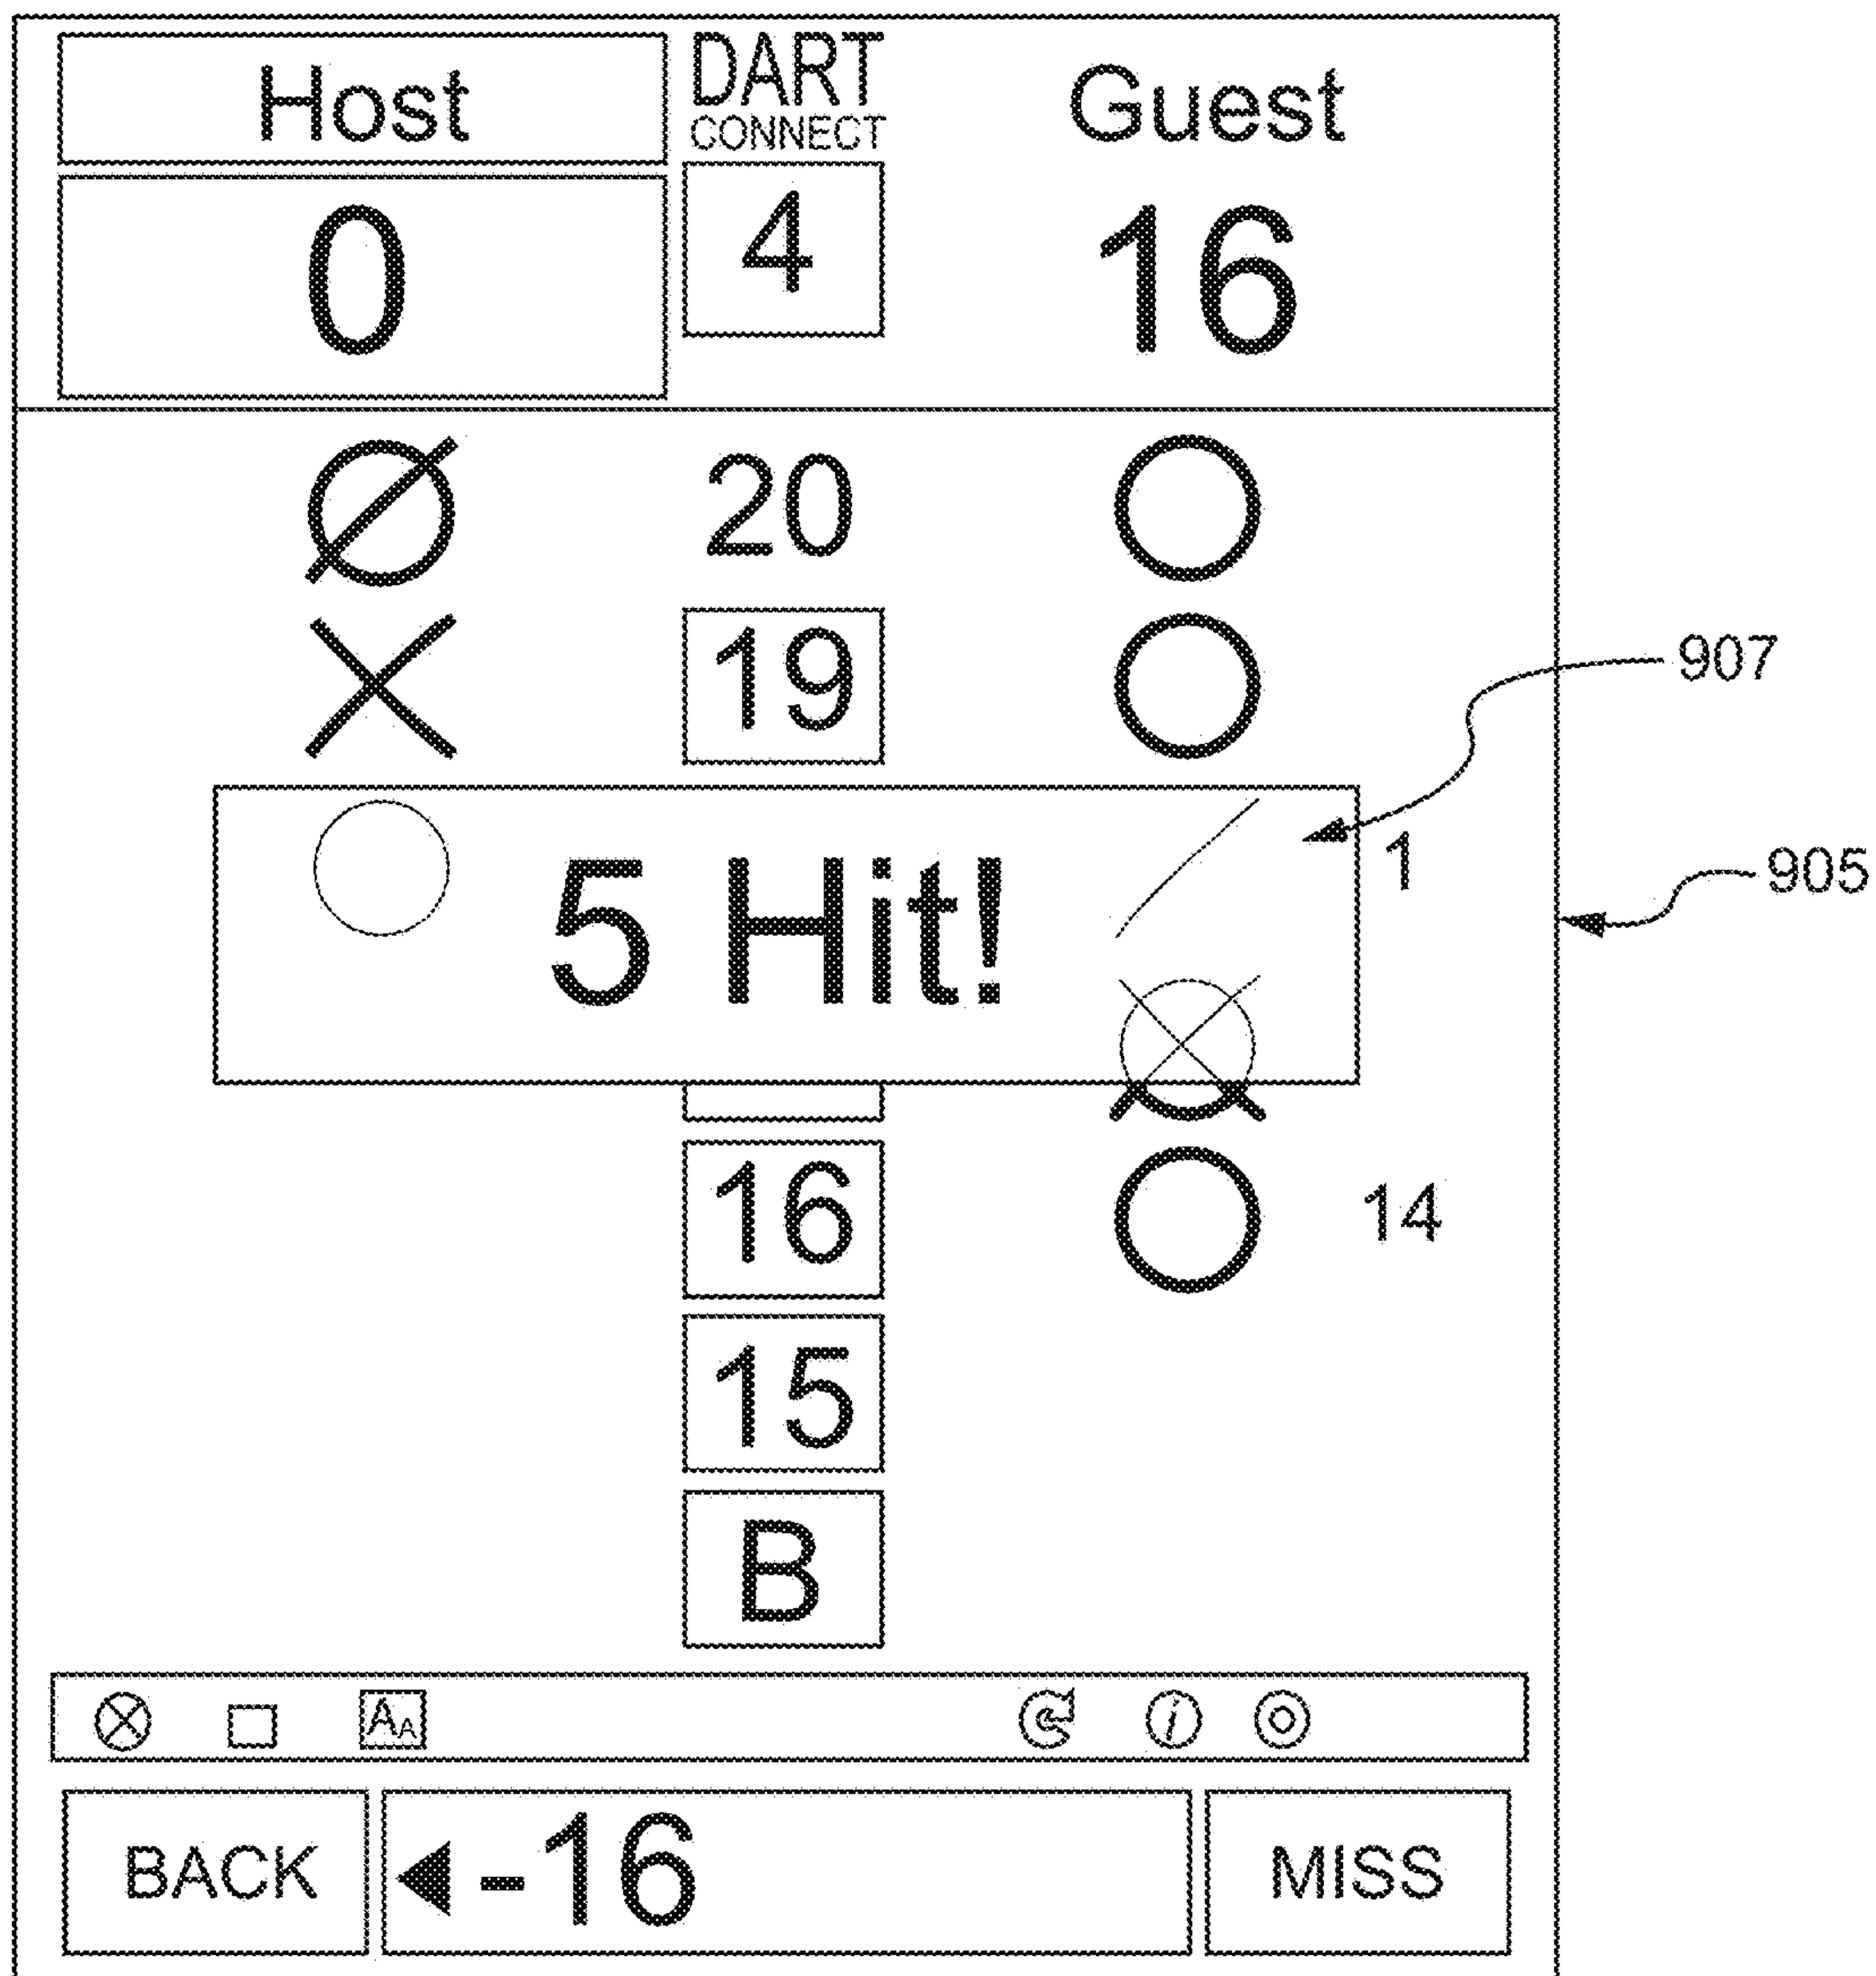 Host DART Guest
CONNECT
0 4 16
20
19
907
5 Hit! 1
905
16 14
15
B
AA i
BACK -16 MISS